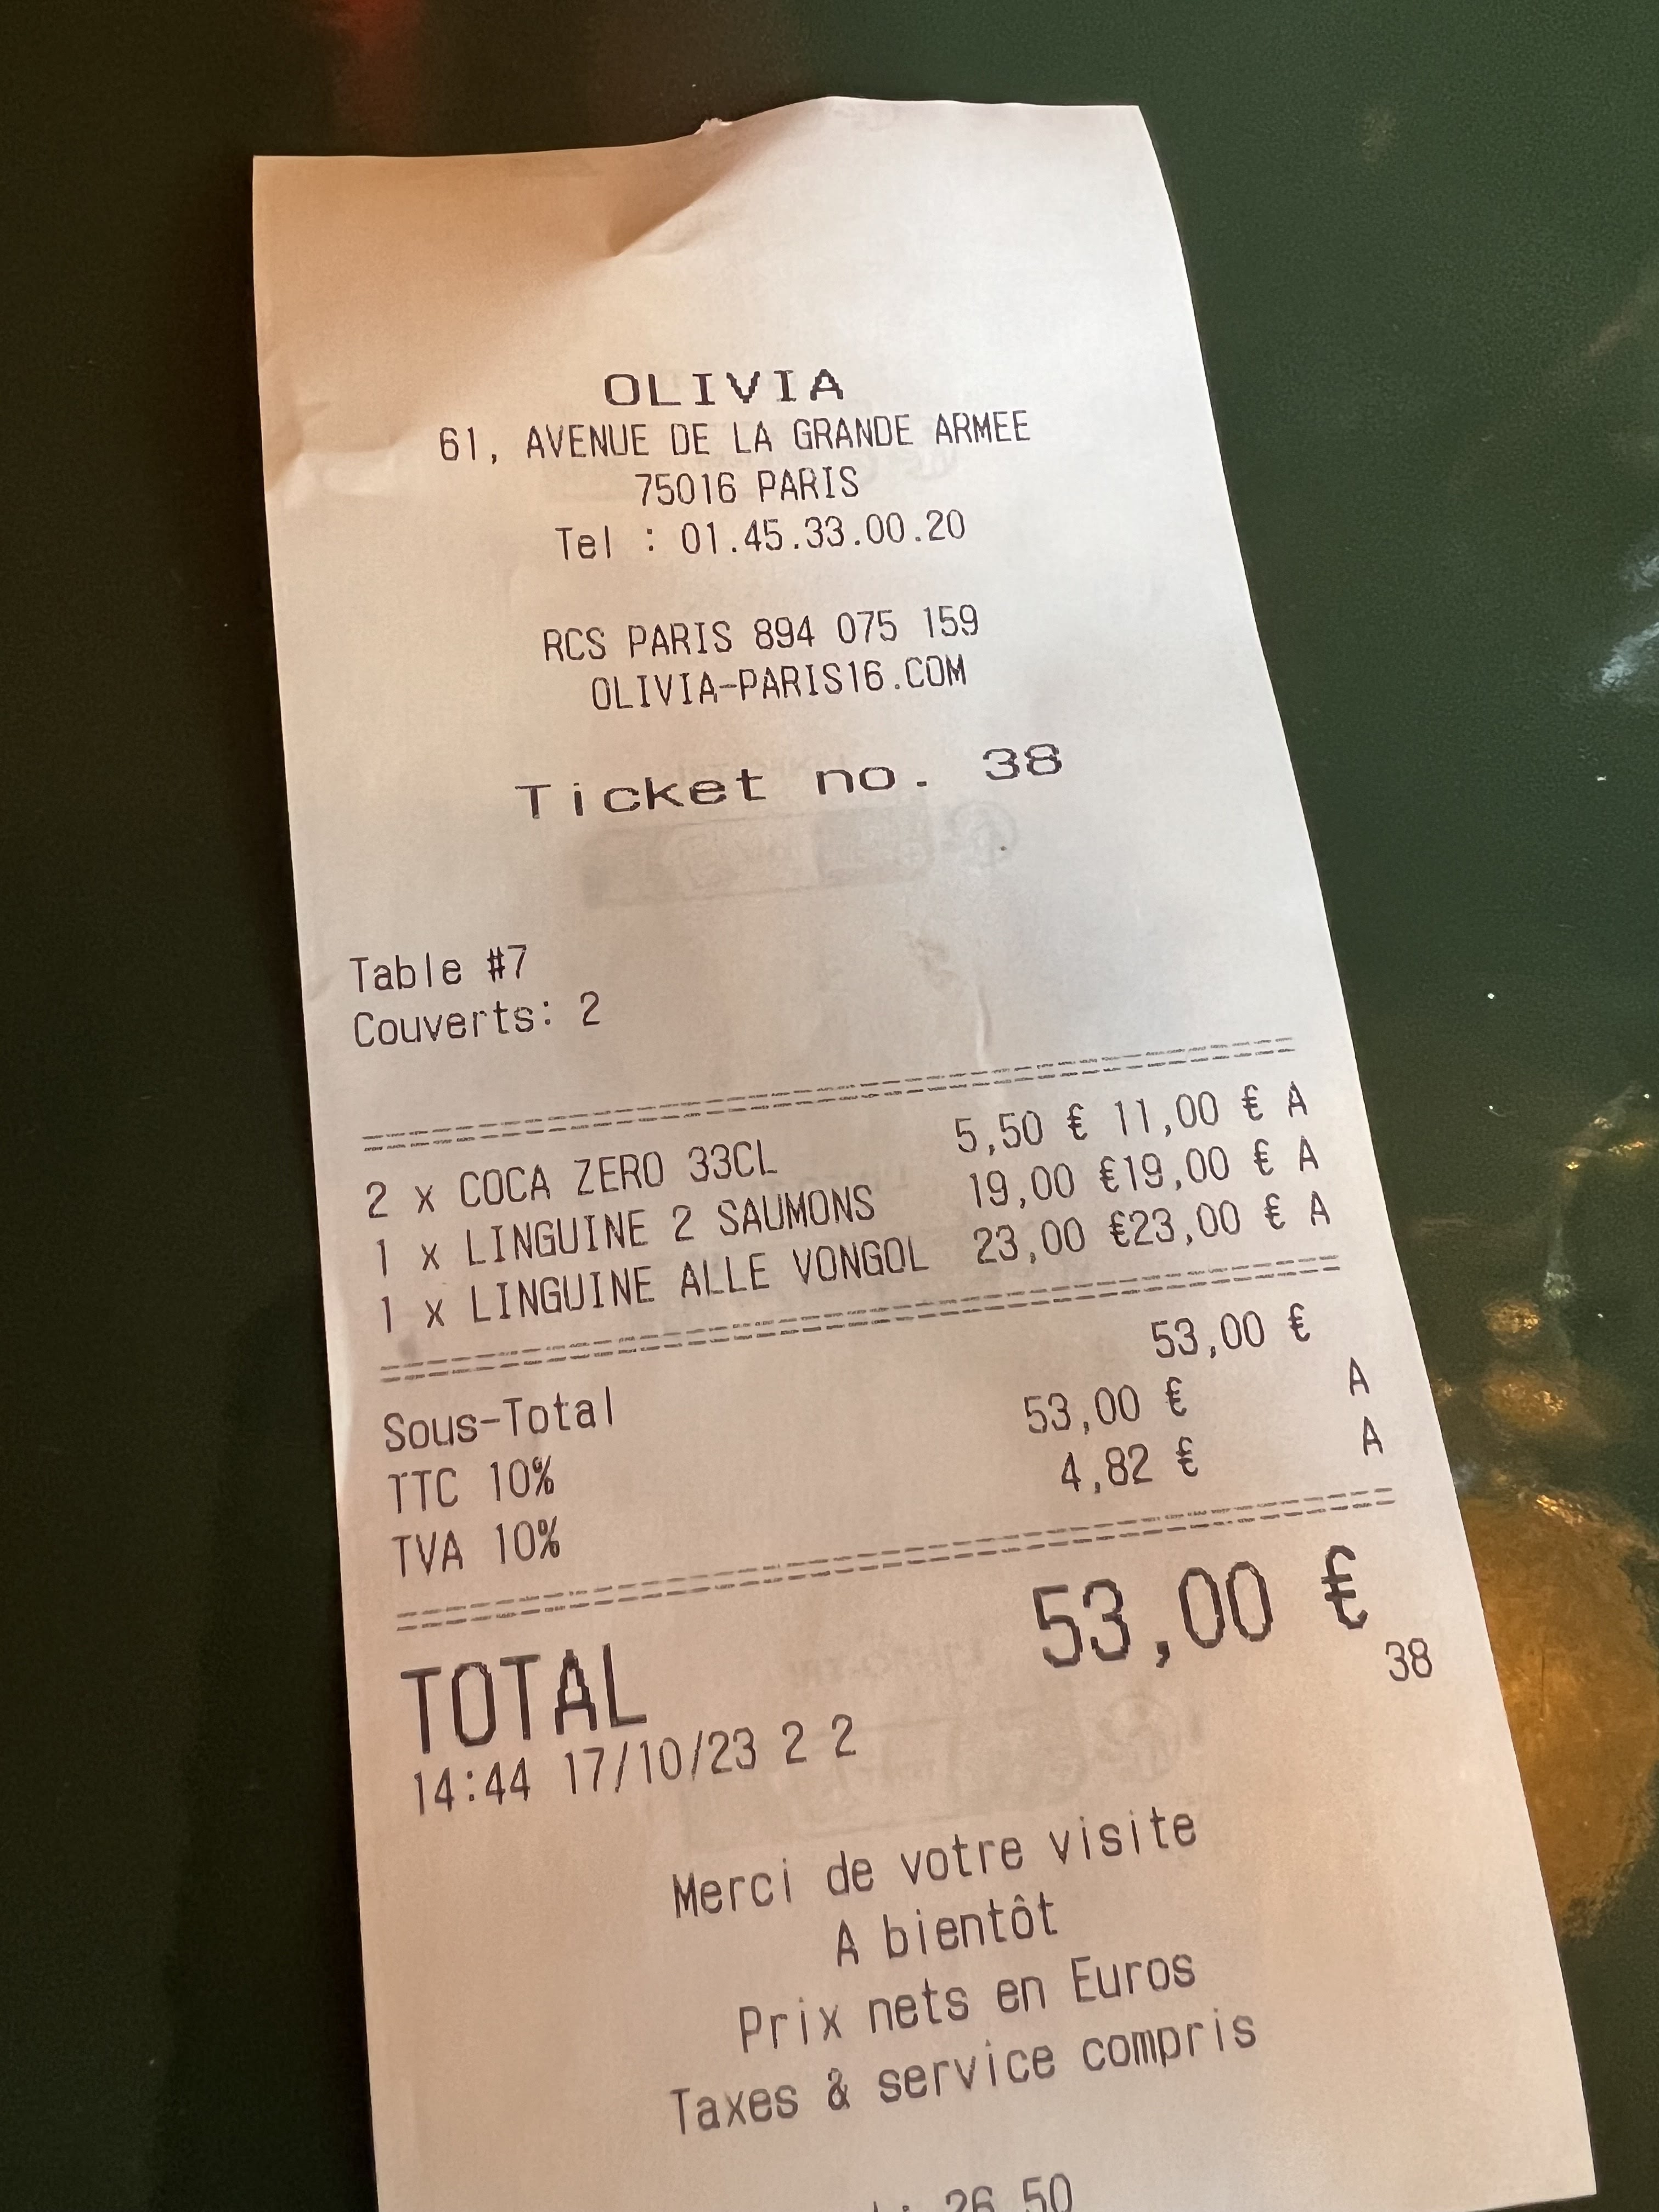 OLIVIA
61, AVENUE DE LA GRANDE ARMEE
75016 PARIS
Tel : 01.45.33.00.20
RCS PARIS 894 075 159
OLIVIA-PARIS16.COM
Ticket no. 38
Table #7
Couverts: 2
2 x COCA ZERO 33CL 5,50 € 11,00 € A
1 x LINGUINE 2 SAUMONS 19,00 €19,00 € A
1 x LINGUINE ALLE VONGOL 23,00 €23,00 € A
Sous-Total 53,00 €
TTC 10% 53,00 € A
TVA 10% 4,82 € A
TOTAL 53,00 €
14:44 17/10/23 2 2 38
Merci de votre visite
A bientôt
Prix nets en Euros
Taxes & service compris
26,50